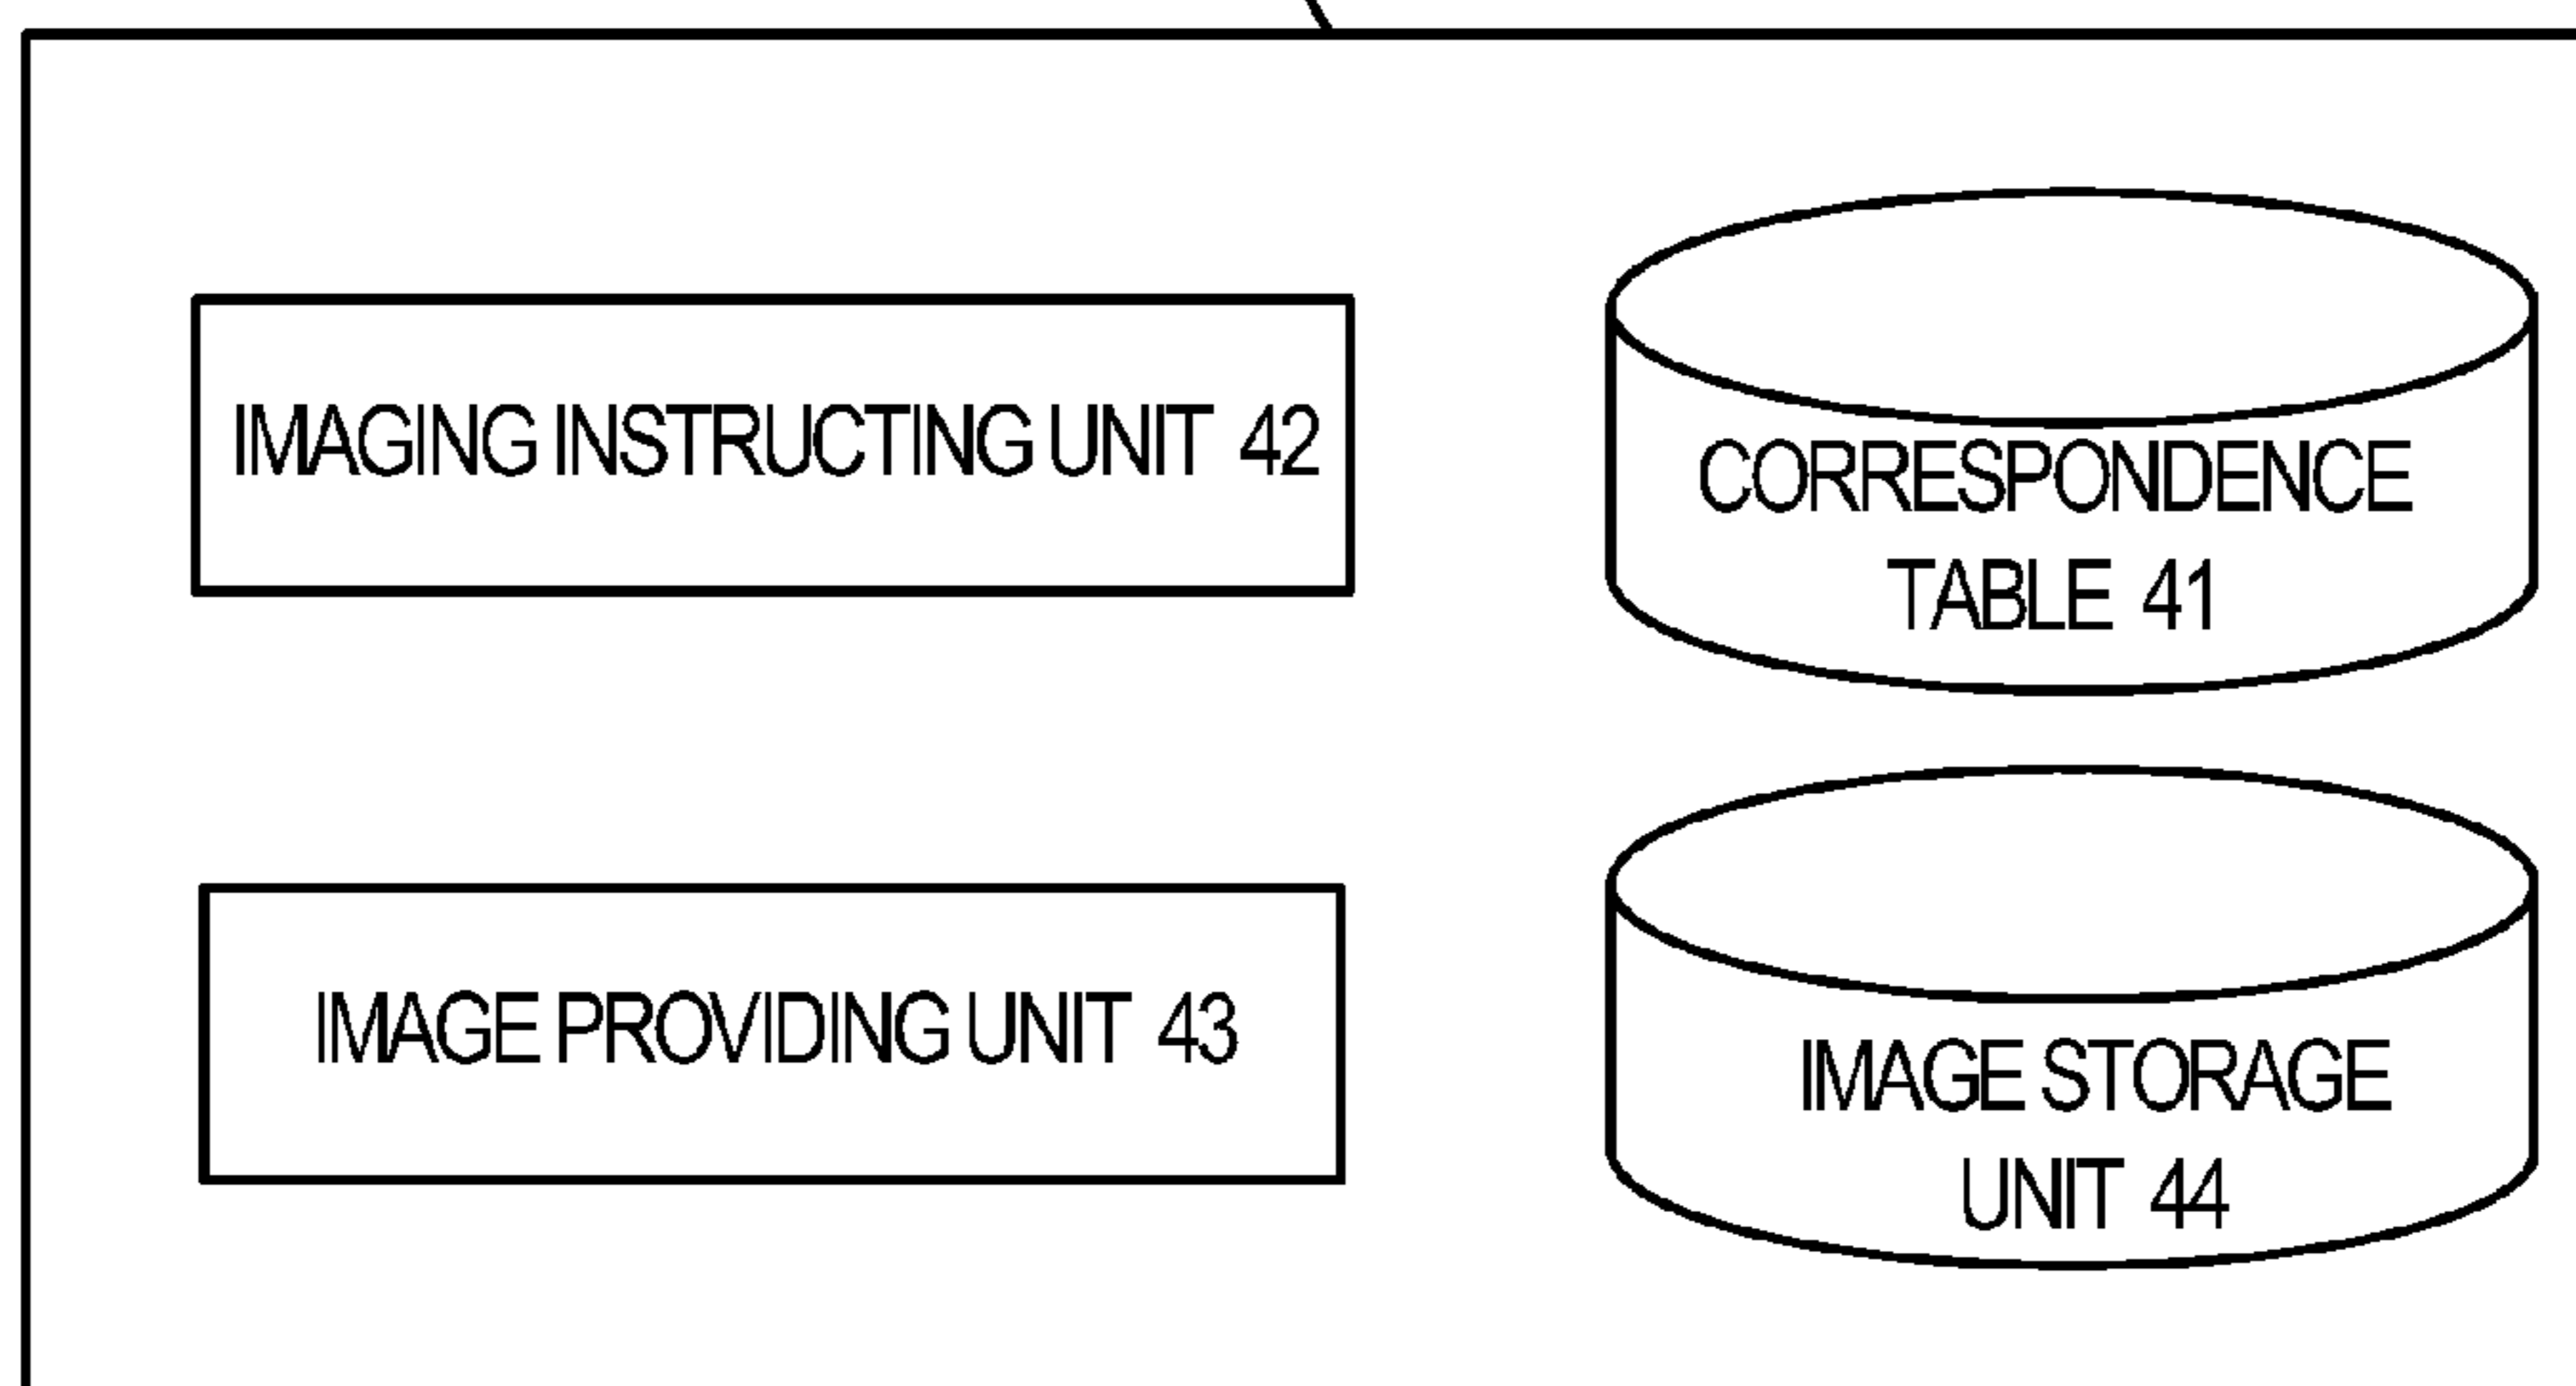 IMAGING INSTRUCTING UNIT 42
CORRESPONDENCE
TABLE 41
IMAGE PROVIDING UNIT 43
IMAGE STORAGE
UNIT 44